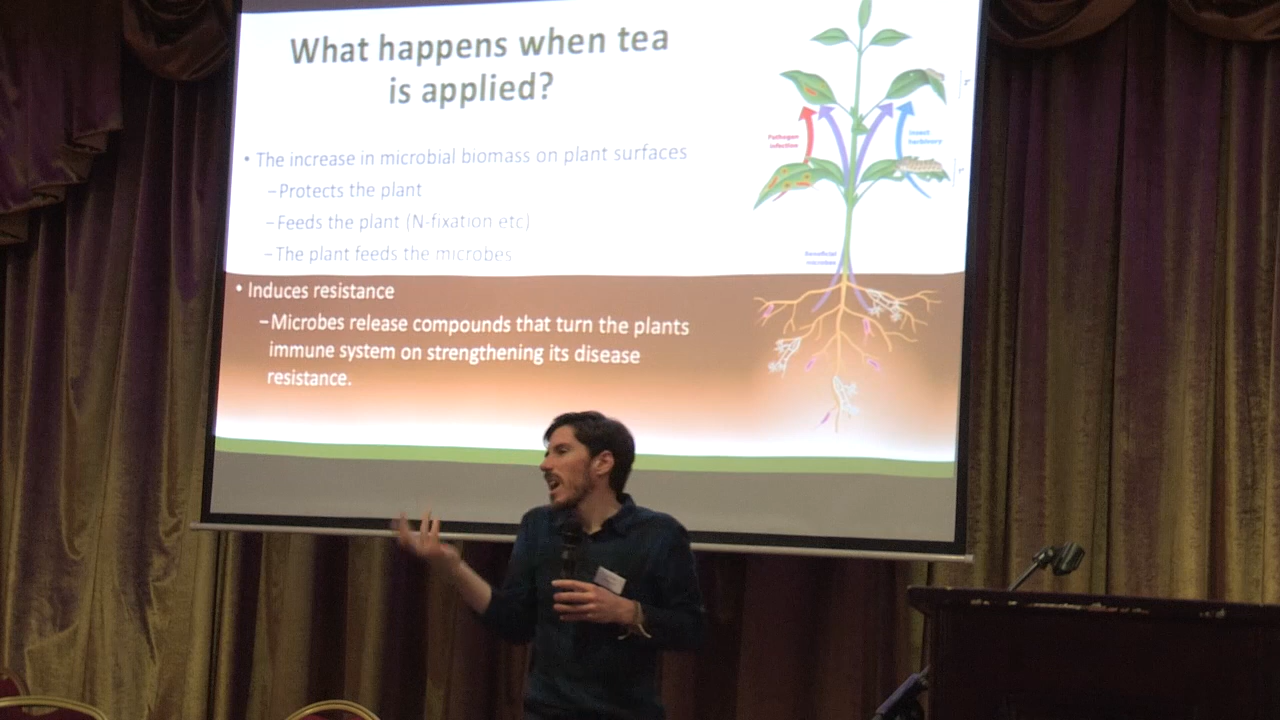 What happens when tea
is applied?
• The increase in microbial biomass on plant surfaces
–Protects the plant
–Feeds the plant (N-fixation etc)
–The plant feeds the microbes
• Induces resistance
–Microbes release compounds that turn the plants
immune system on strengthening its disease
resistance.
Pathogen
infection
Insect
herbivory
Beneficial
microbes